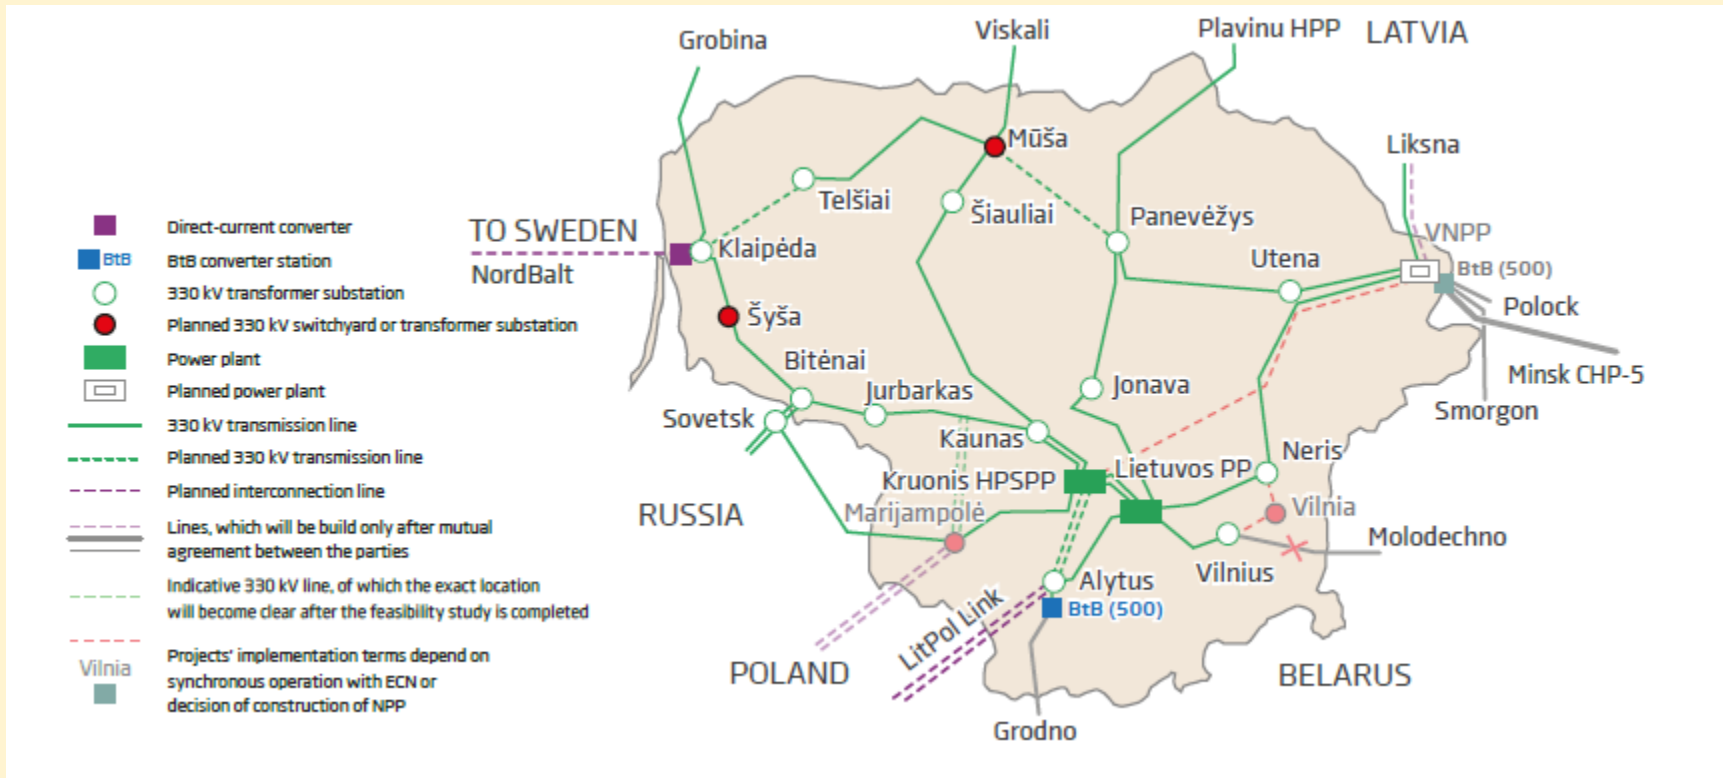 Grobina
Viskali
Plavinu HPP
LATVIA
Mūša
Liksna
Telšiai
Šiauliai
Panevėžys
VNPP
TO SWEDEN
Klaipėda
NordBalt
Utena
BtB (500)
Polock
Šyša
Bitėnai
Minsk CHP-5
Jurbarkas
Jonava
Sovetsk
Smorgon
Kaunas
Neris
Kruonis HPSPP
Lietuvos PP
RUSSIA
Marijampolė
Vilnia
Molodechno
Vilnius
Alytus
BtB (500)
LitPol Link
POLAND
BELARUS
Grodno
Direct-current converter
BtB
BtB converter station
330 kV transformer substation
Planned 330 kV switchyard or transformer substation
Power plant
Planned power plant
330 kV transmission line
Planned 330 kV transmission line
Planned interconnection line
Lines, which will be build only after mutual
agreement between the parties
Indicative 330 kV line, of which the exact location
will become clear after the feasibility study is completed
Vilnia
Projects' implementation terms depend on
synchronous operation with ECN or
decision of construction of NPP